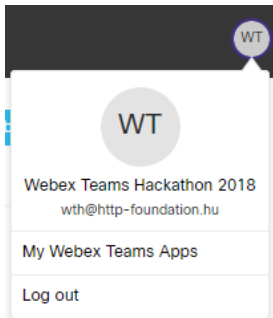 WT
WT
Webex Teams Hackathon 2018
wth@http-foundation.hu
My Webex Teams Apps
Log out